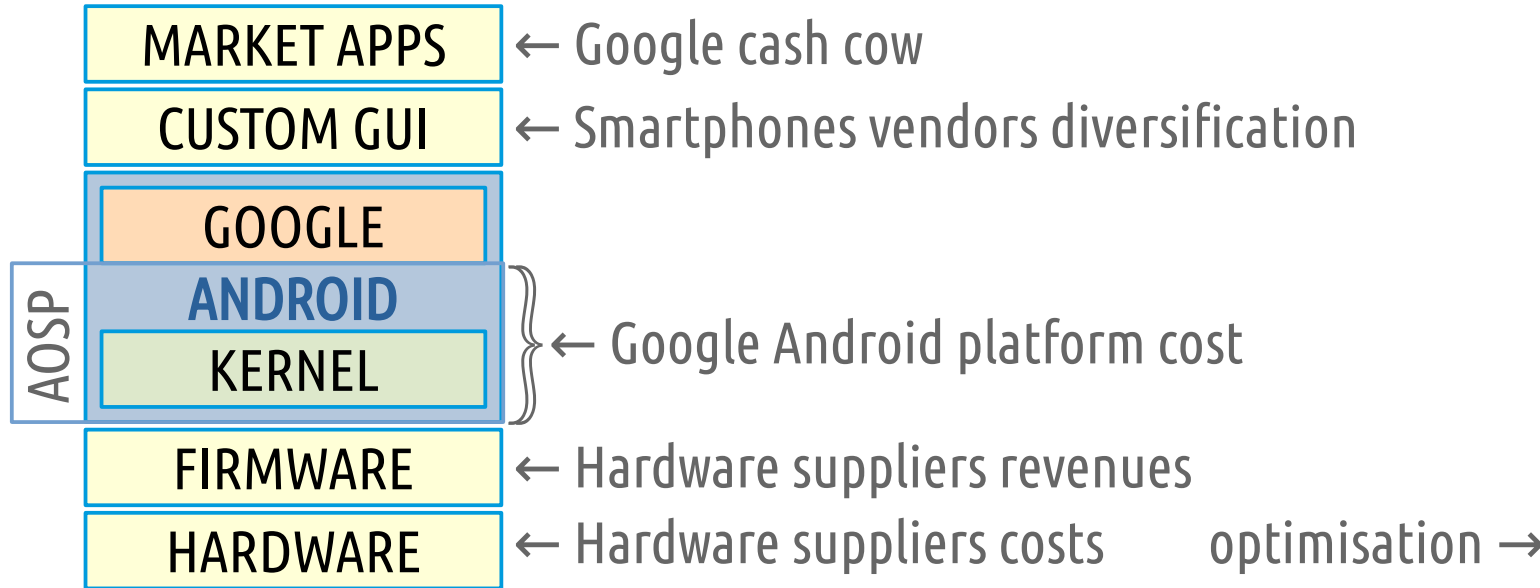 MARKET APPS ← Google cash cow
CUSTOM GUI ← Smartphones vendors diversification
GOOGLE
ANDROID
AOSP
KERNEL
← Google Android platform cost
FIRMWARE ← Hardware suppliers revenues
HARDWARE ← Hardware suppliers costs optimisation →